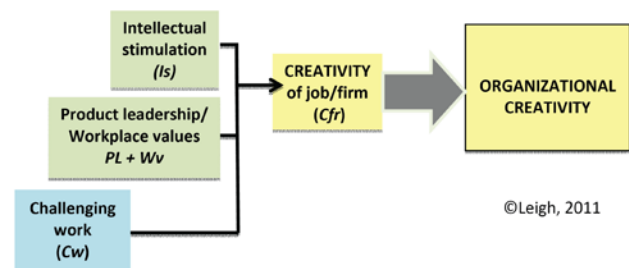 Intellectual
stimulation
(Is)
Product leadership/
Workplace values
PL + Wv
Challenging
work
(Cw)
CREATIVITY
of job/firm
(Cfr)
ORGANIZATIONAL
CREATIVITY
©Leigh, 2011